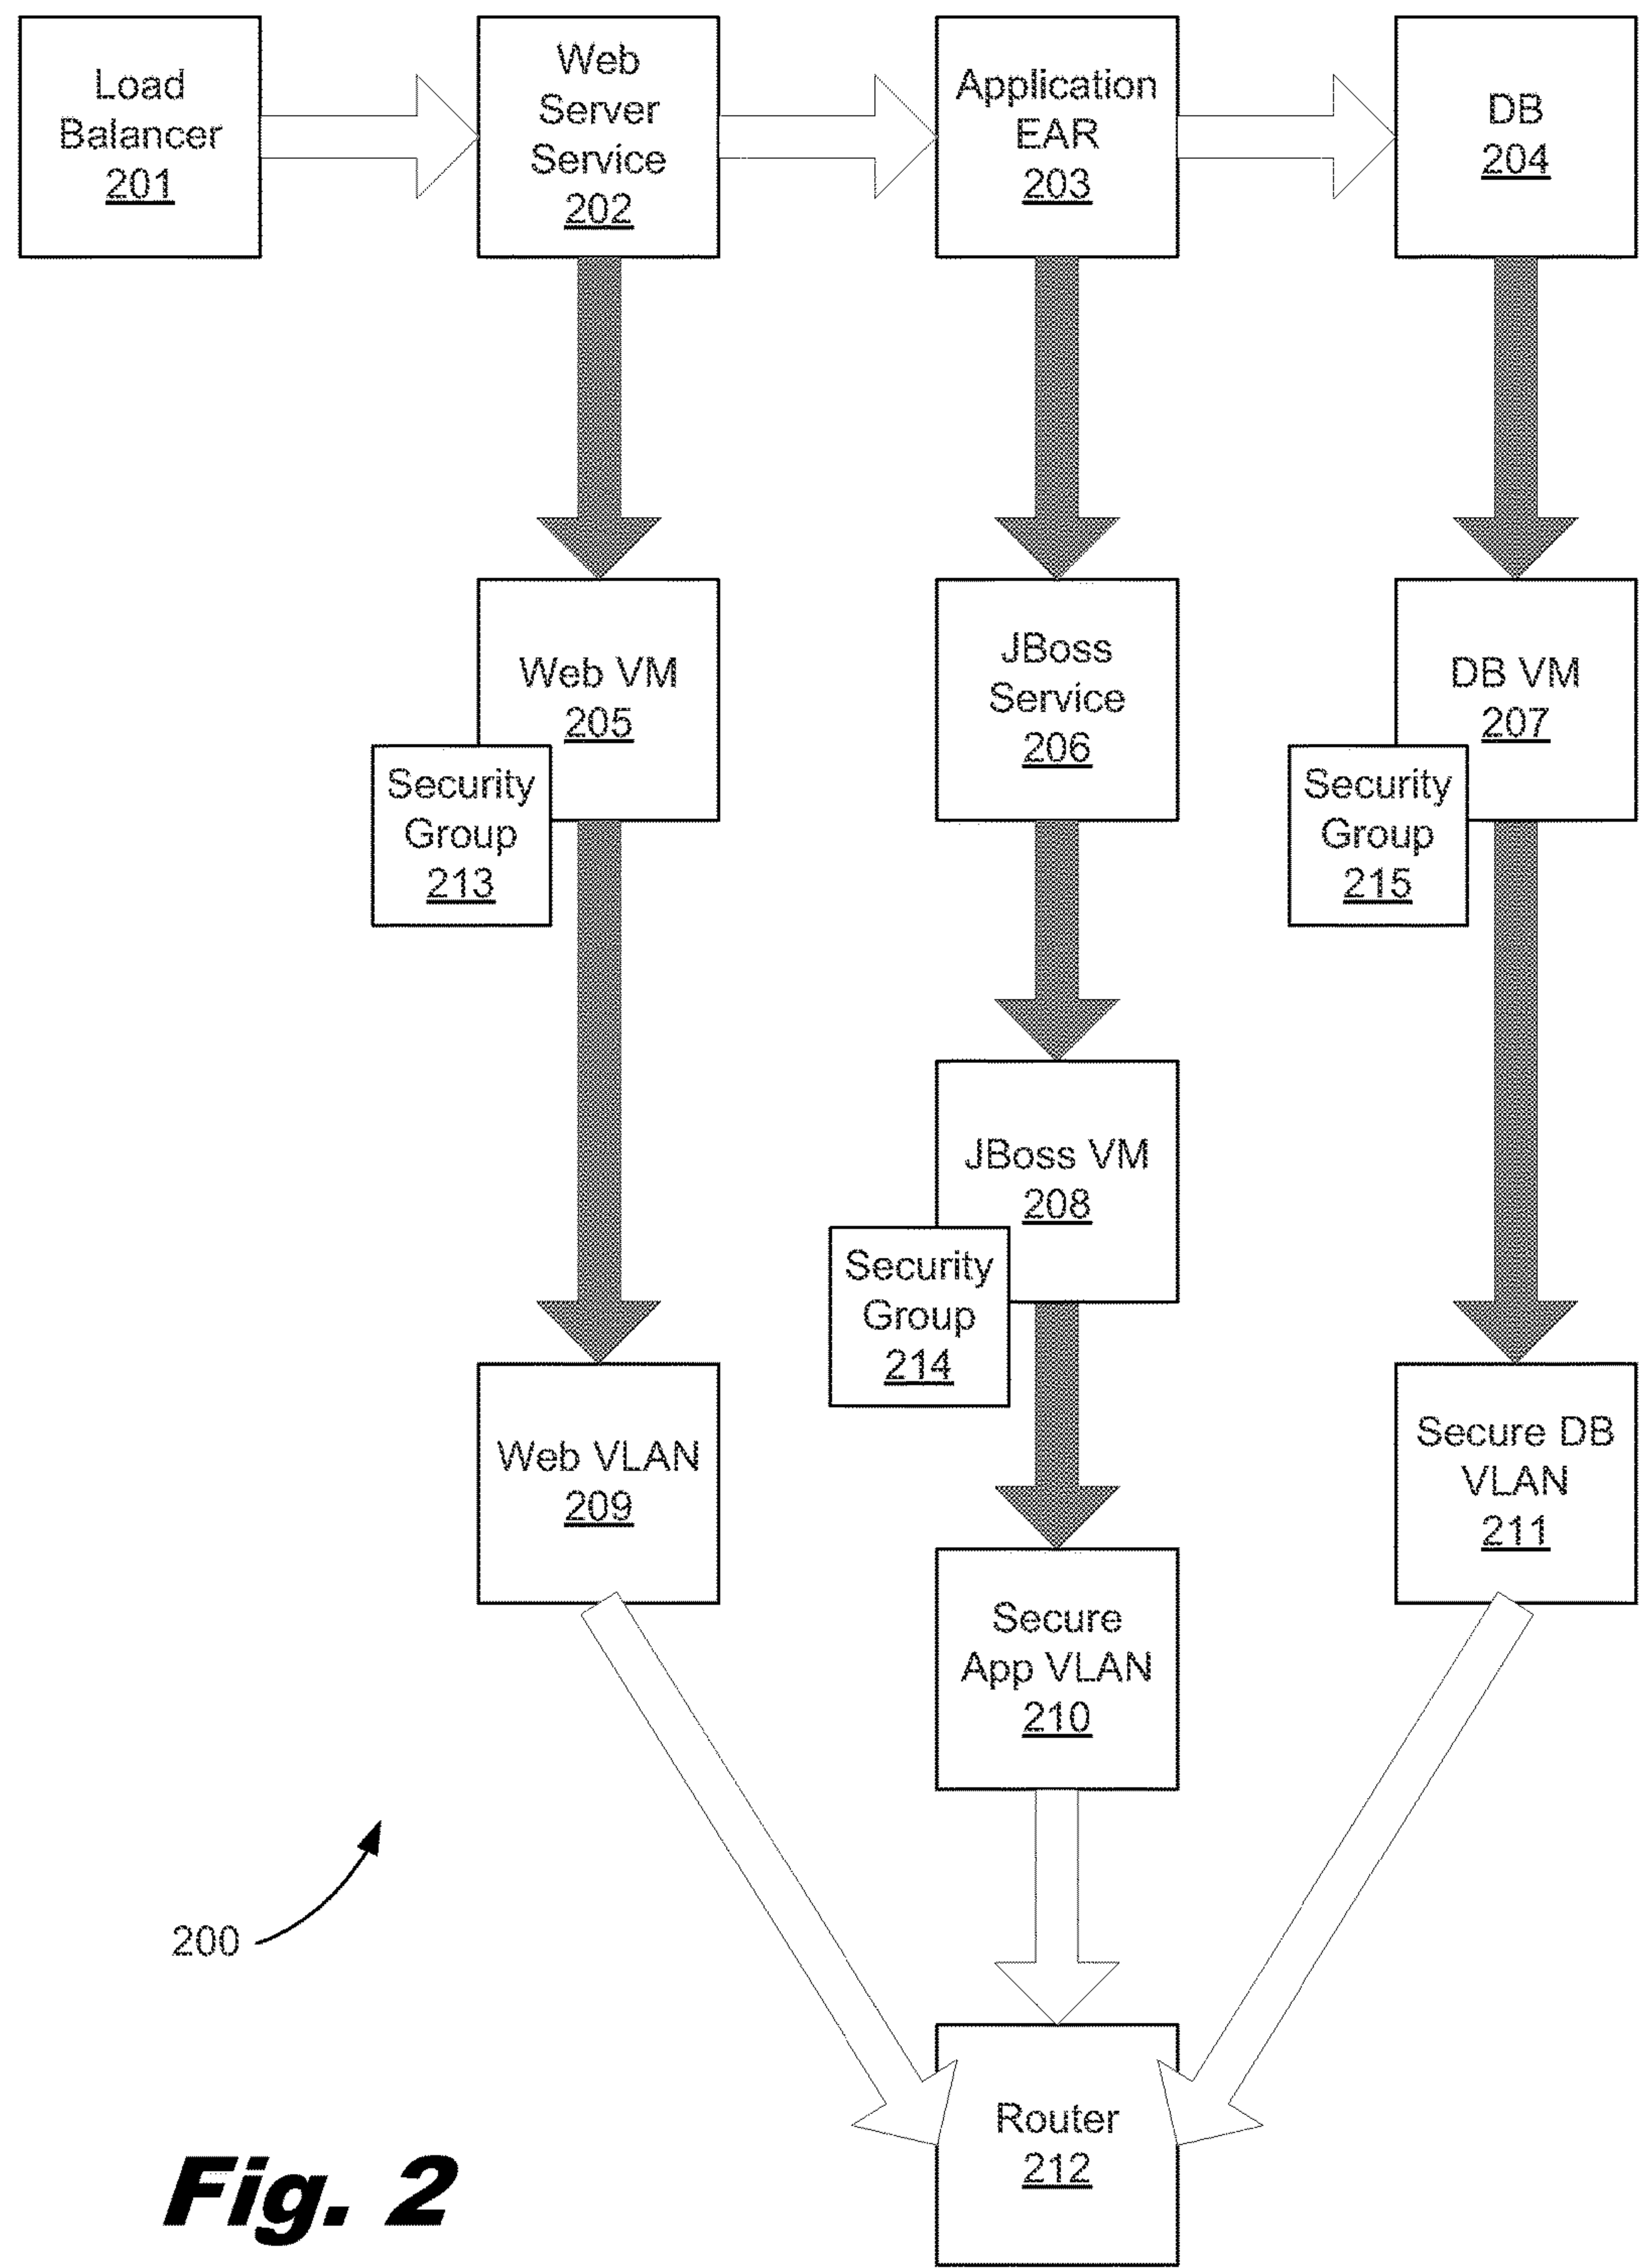 Load
Balancer
201
Web
Server
Service
202
Application
EAR
203
DB
204
Web VM
205
Security
Group
213
JBoss
Service
206
DB VM
207
Security
Group
215
JBoss VM
208
Security
Group
214
Web VLAN
209
Secure DB
VLAN
211
Secure
App VLAN
210
200
Router
212
Fig. 2